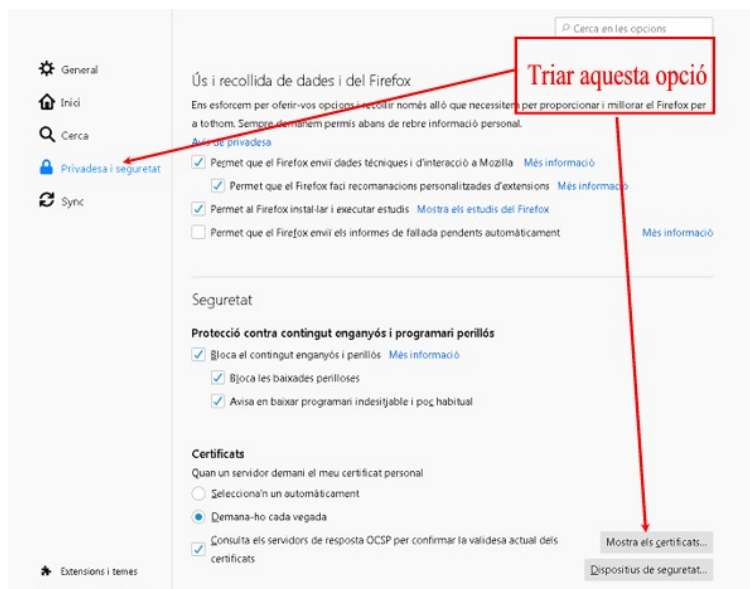 Cerca en les opcions
Triar aquesta opció
General
Inici
Cerca
Privadesa i seguretat
Sync
Ús i recollida de dades i del Firefox
Ens esforcem per oferir-vos opcions i recollir només allò que necessitem per proporcionar i millorar el Firefox per
a tothom. Sempre demanem permís abans de rebre informació personal.
Avís de privadesa
Permet que el Firefox enviï dades tècniques i d'interacció a Mozilla Més informació
Permet que el Firefox faci recomanacions personalitzades d'extensions Més informació
Permet al Firefox instal·lar i executar estudis Mostra els estudis del Firefox
Permet que el Firefox enviï els informes de fallada pendents automàticament Més informació
Seguretat
Protecció contra contingut enganyós i programari perillós
Bloca el contingut enganyós i perillós Més informació
Bloca les baixades perilloses
Avisa en baixar programari indesitjable i poc habitual
Certificats
Quan un servidor demani el meu certificat personal
Selecciona'n un automàticament
Demana-ho cada vegada
Consulta els servidors de resposta OCSP per confirmar la validesa actual dels
certificats
Mostra els certificats...
Dispositius de seguretat...
Extensions i temes